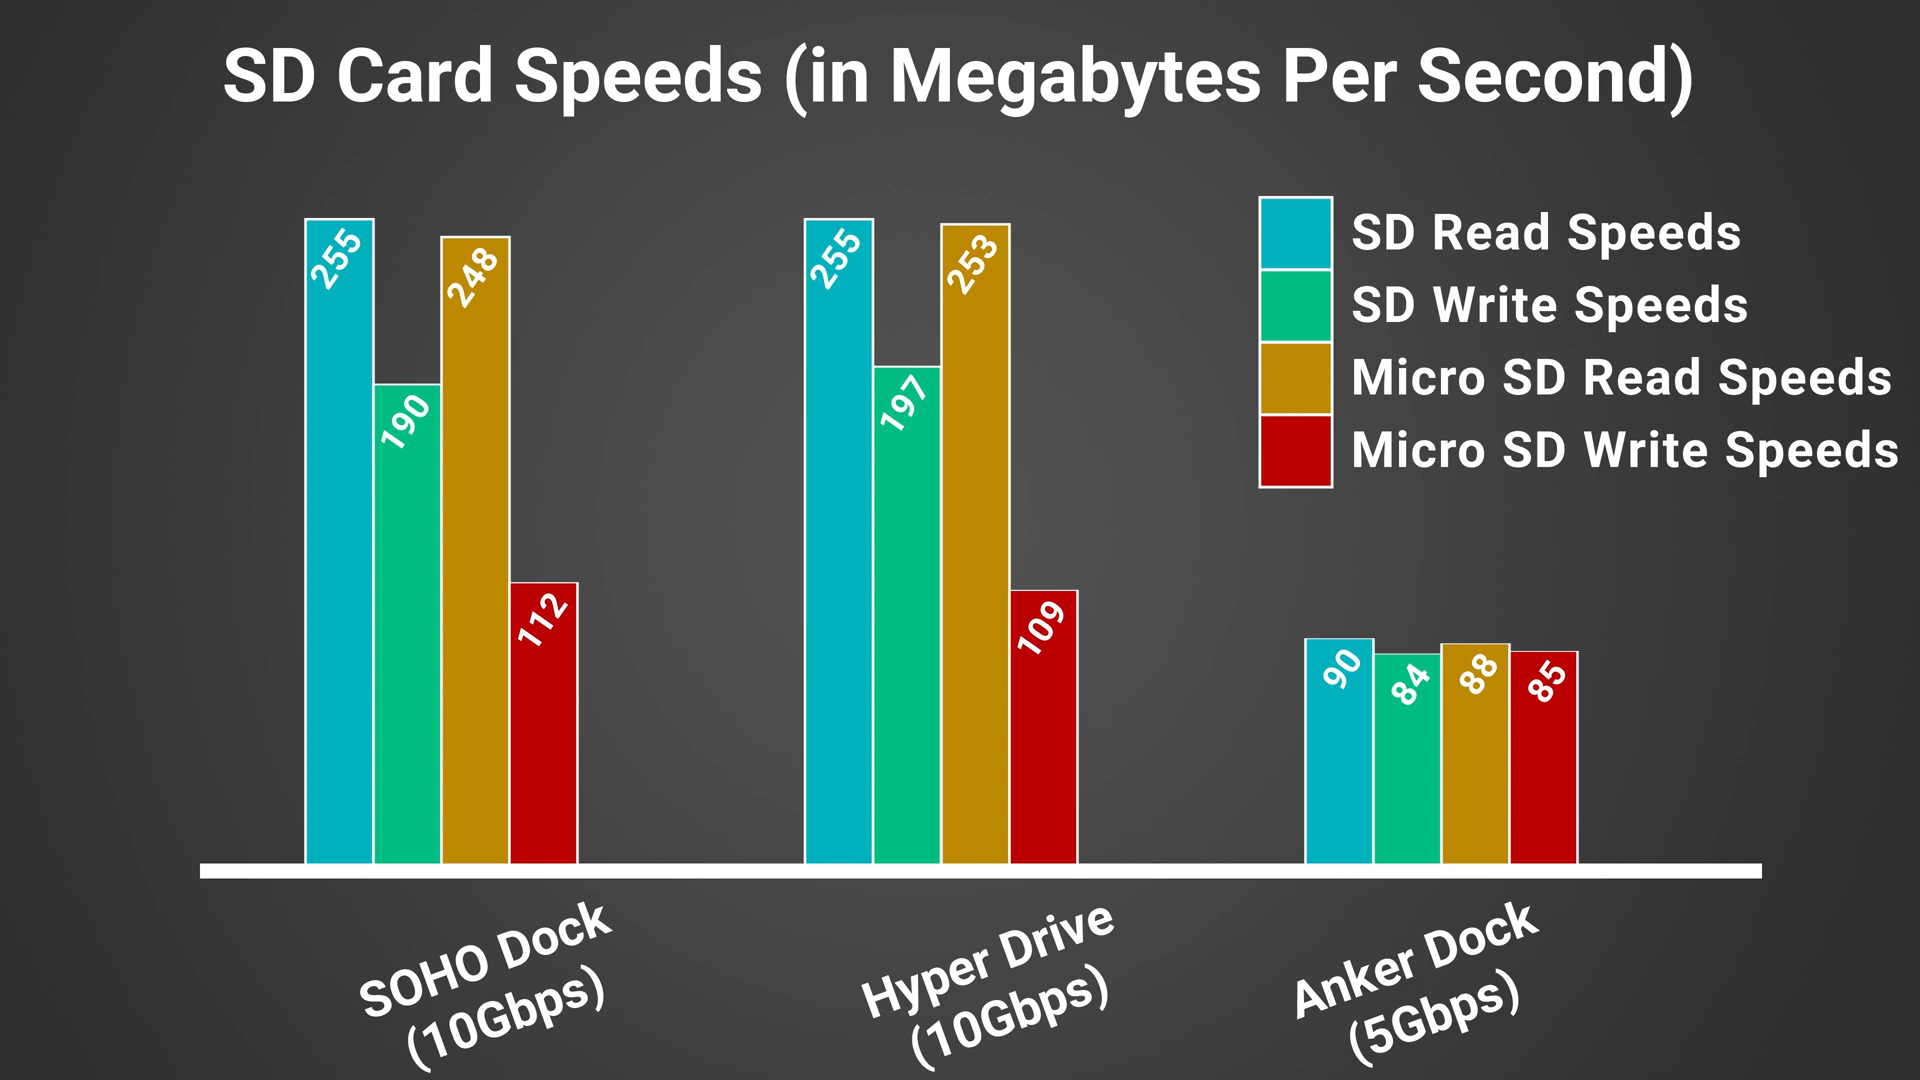 SD Card Speeds (in Megabytes Per Second)
SD Read Speeds
SD Write Speeds
Micro SD Read Speeds
Micro SD Write Speeds
255
190
248
112
255
197
253
109
90
84
88
85
SOHO Dock
(10Gbps)
Hyper Drive
(10Gbps)
Anker Dock
(5Gbps)